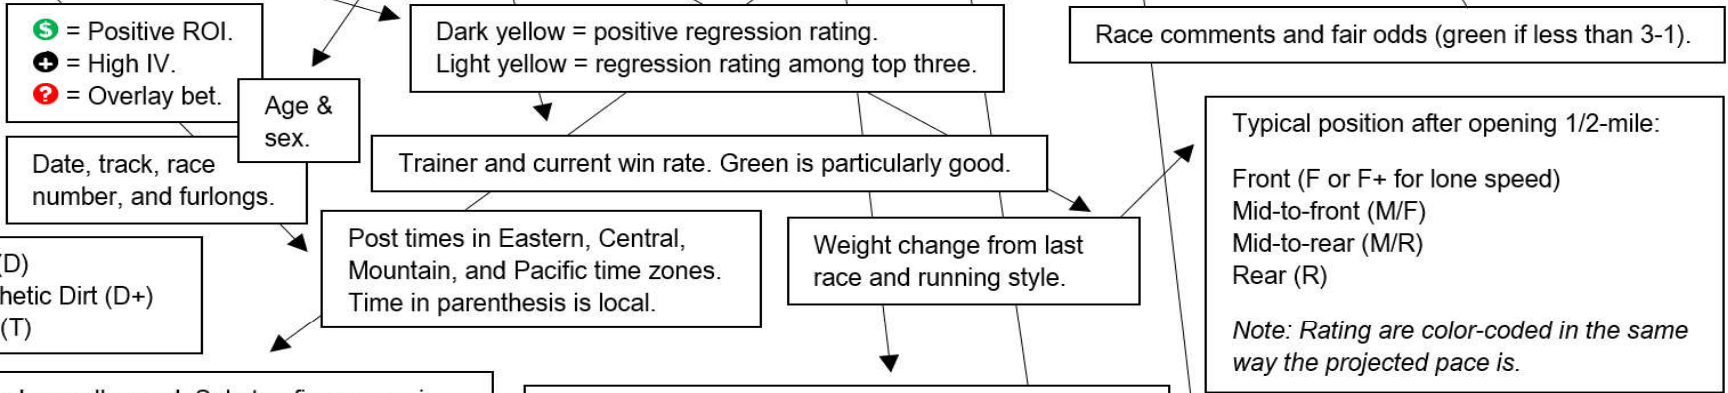 $ = Positive ROI.
+ = High IV.
? = Overlay bet.
Age &
sex.
Date, track, race
number, and furlongs.
Dark yellow = positive regression rating.
Light yellow = regression rating among top three.
Race comments and fair odds (green if less than 3-1).
Trainer and current win rate. Green is particularly good.
Typical position after opening 1/2-mile:
Front (F or F+ for lone speed)
Mid-to-front (M/F)
Mid-to-rear (M/R)
Rear (R)
Note: Rating are color-coded in the same
way the projected pace is.
Post times in Eastern, Central,
Mountain, and Pacific time zones.
Time in parenthesis is local.
Weight change from last
race and running style.
(D)
hetic Dirt (D+)
(T)